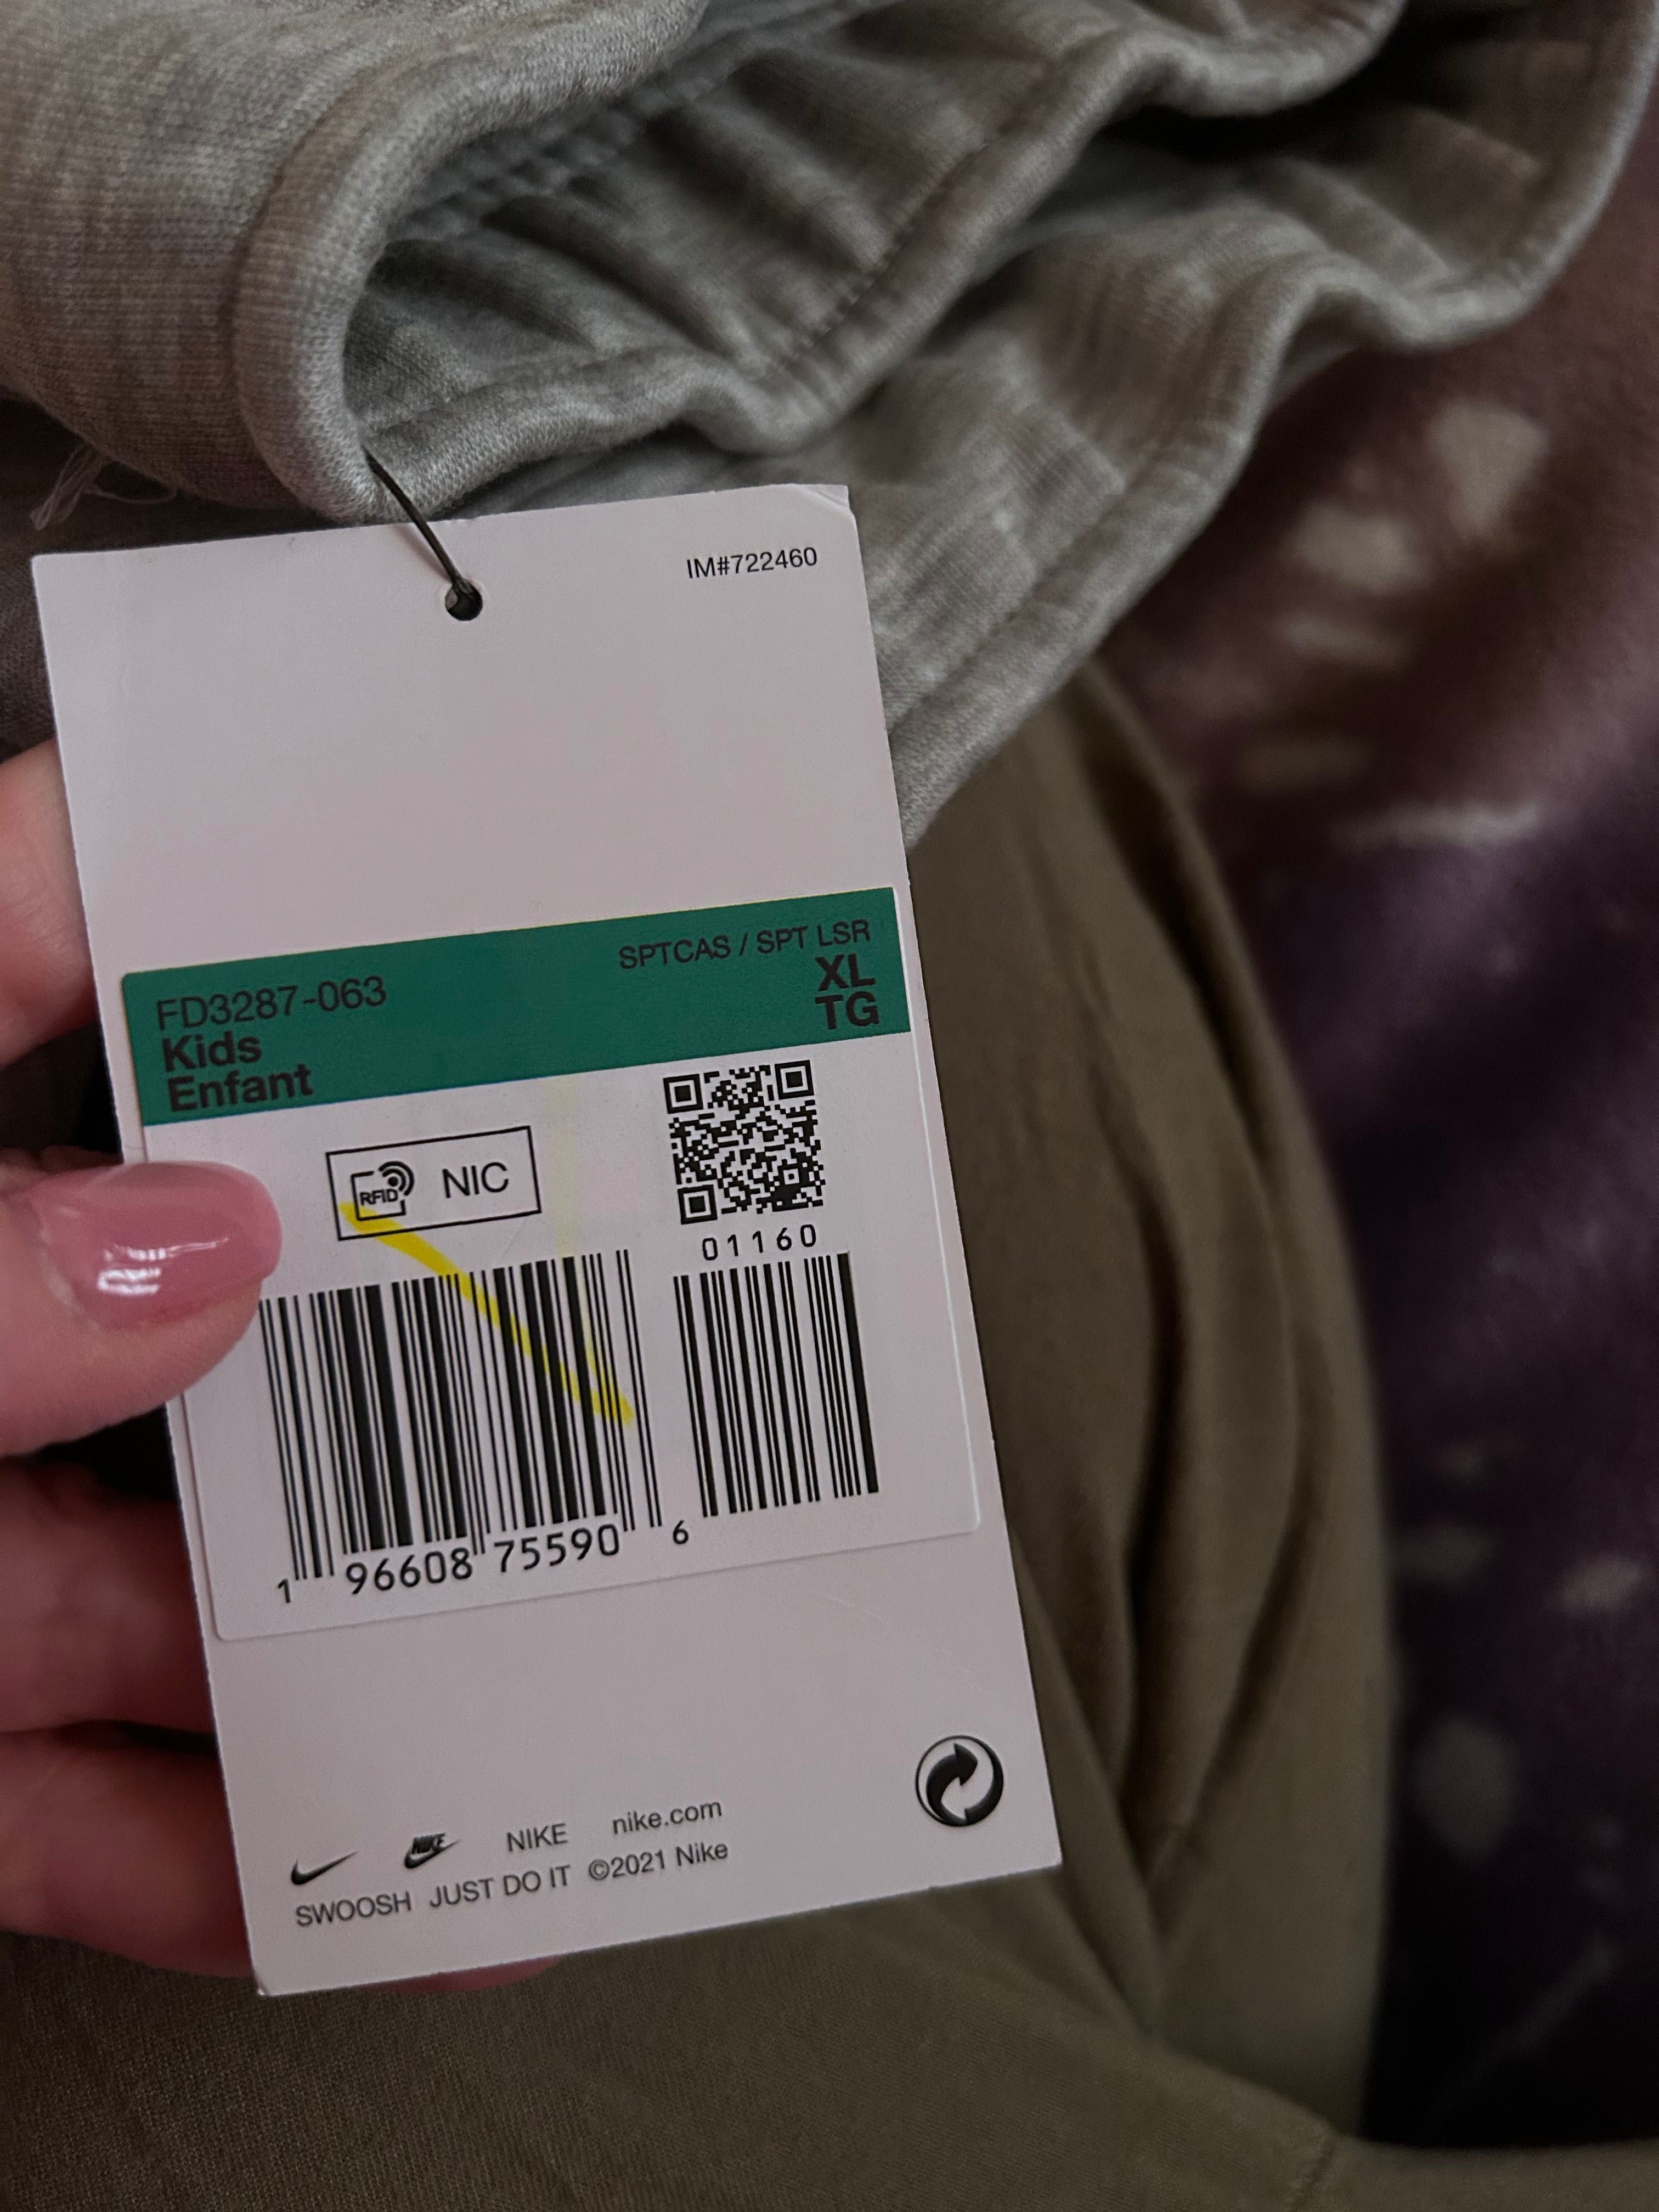 IM#722460
SPTCAS / SPT LSR
FD3287-063
XL
Kids
TG
Enfant
RFID NIC
01160
1 96608 75590 6
NIKE NIKE nike.com
SWOOSH JUST DO IT ©2021 Nike